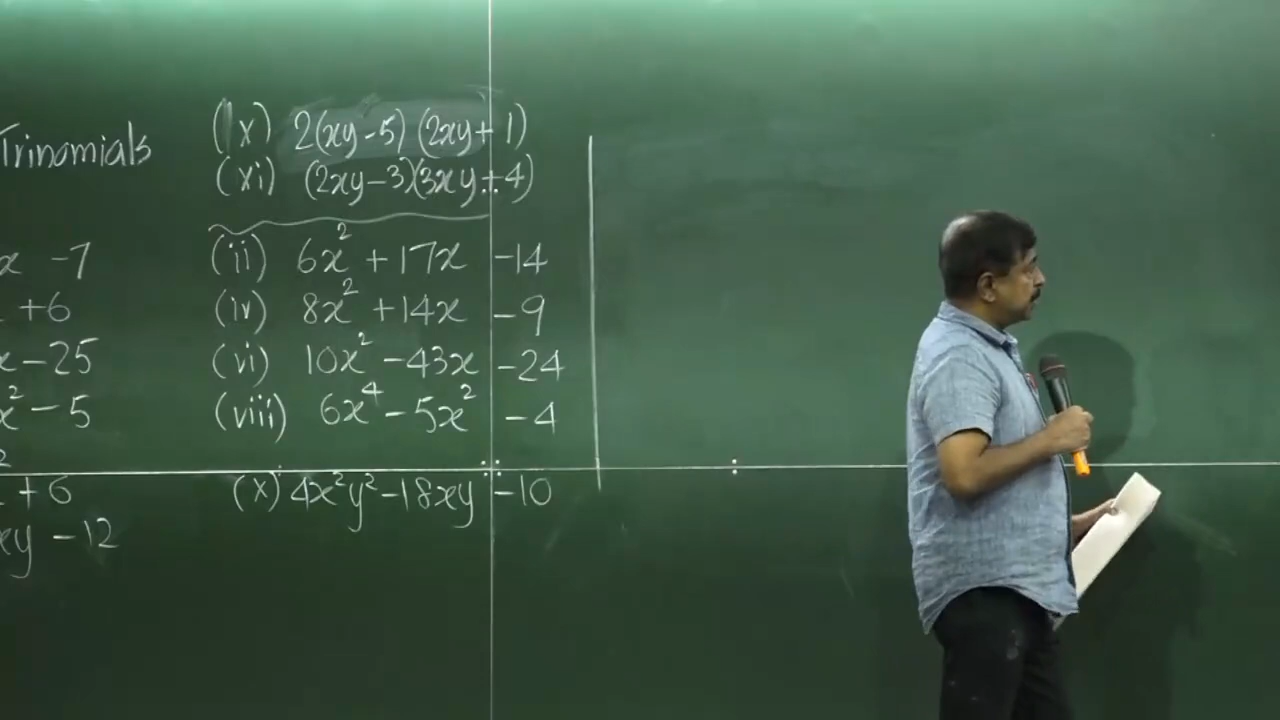 Trinomials
x -7
+6
x-25
x² - 5
2
+6
xy -12
(x) 2(xy-5)(2xy+1)
(xi) (2xy-3)(3xy+4)
(ii) 6x² +17x -14
(iv) 8x² +14x -9
(vi) 10x² -43x -24
(viii) 6x⁴ -5x² -4
(x) 4x²y² -18xy -10